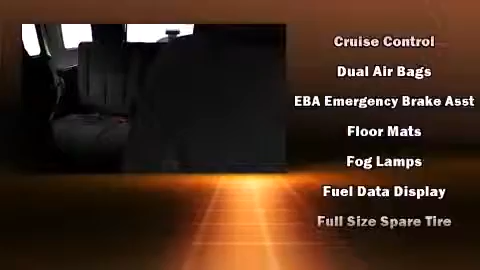 Cruise Control
Dual Air Bags
EBA Emergency Brake Asst
Floor Mats
Fog Lamps
Fuel Data Display
Full Size Spare Tire